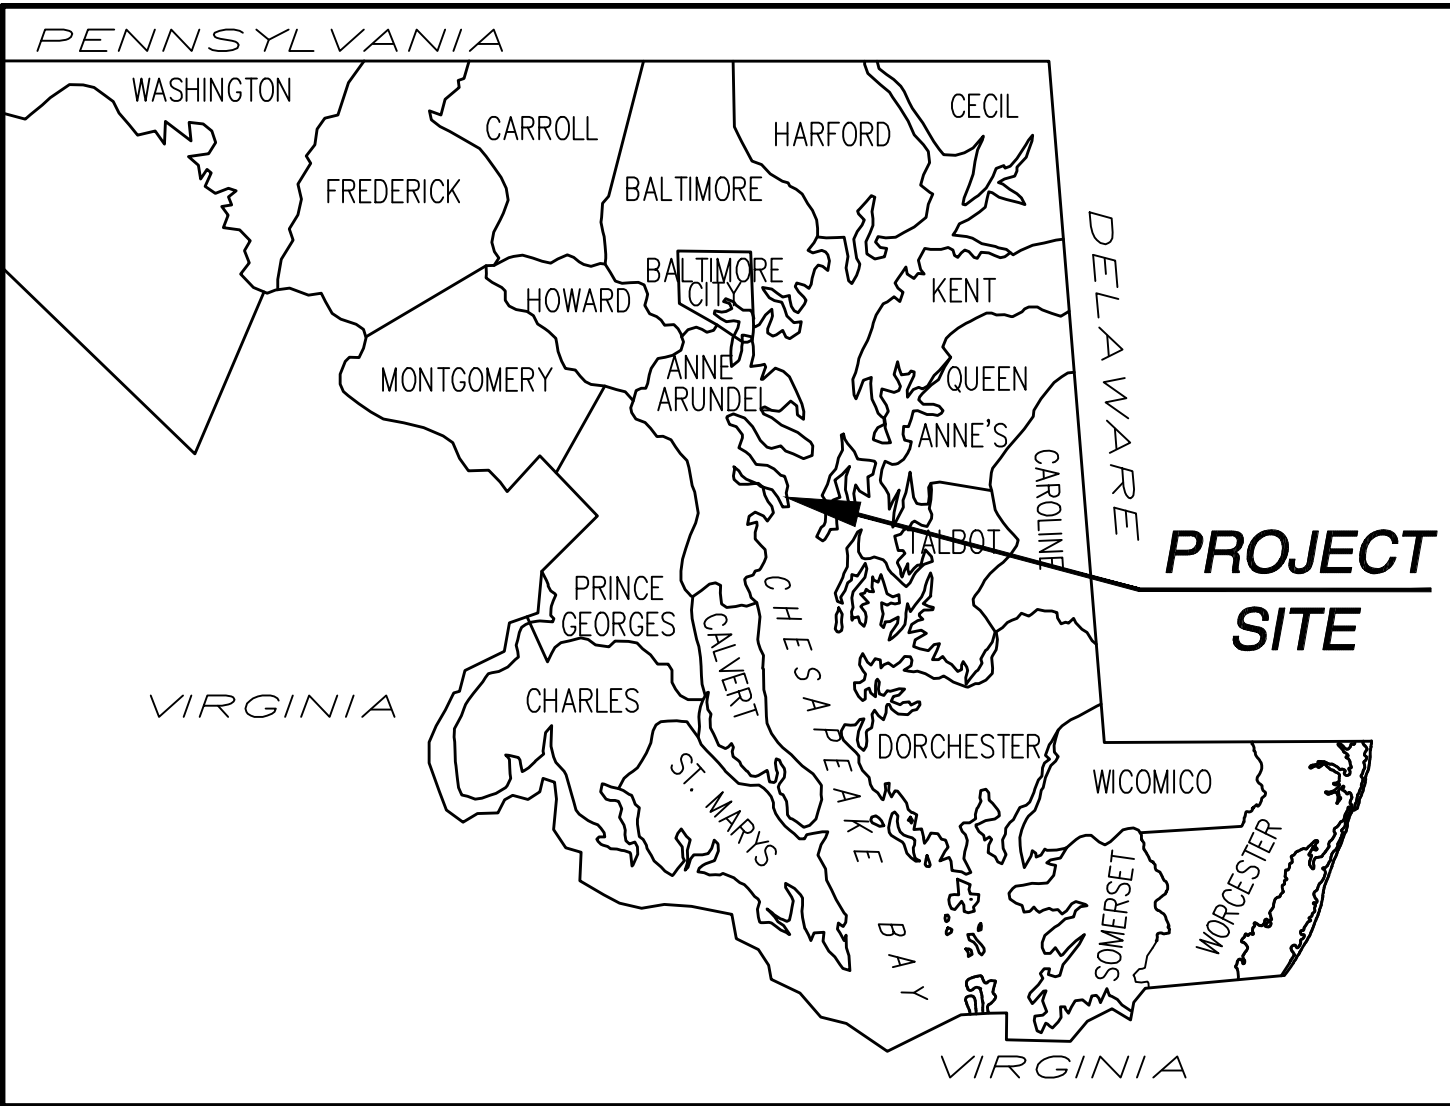 PENNSYLVANIA
WASHINGTON
CECIL
CARROLL
HARFORD
FREDERICK
BALTIMORE
DELAWARE
BALTIMORE
CITY
KENT
HOWARD
ANNE
ARUNDEL
MONTGOMERY
QUEEN
ANNE'S
CAROLINE
TALBOT
PROJECT
SITE
PRINCE
GEORGES
CHESAPEAKE BAY
CALVERT
VIRGINIA
CHARLES
DORCHESTER
ST. MARYS
WICOMICO
WORCESTER
SOMERSET
VIRGINIA